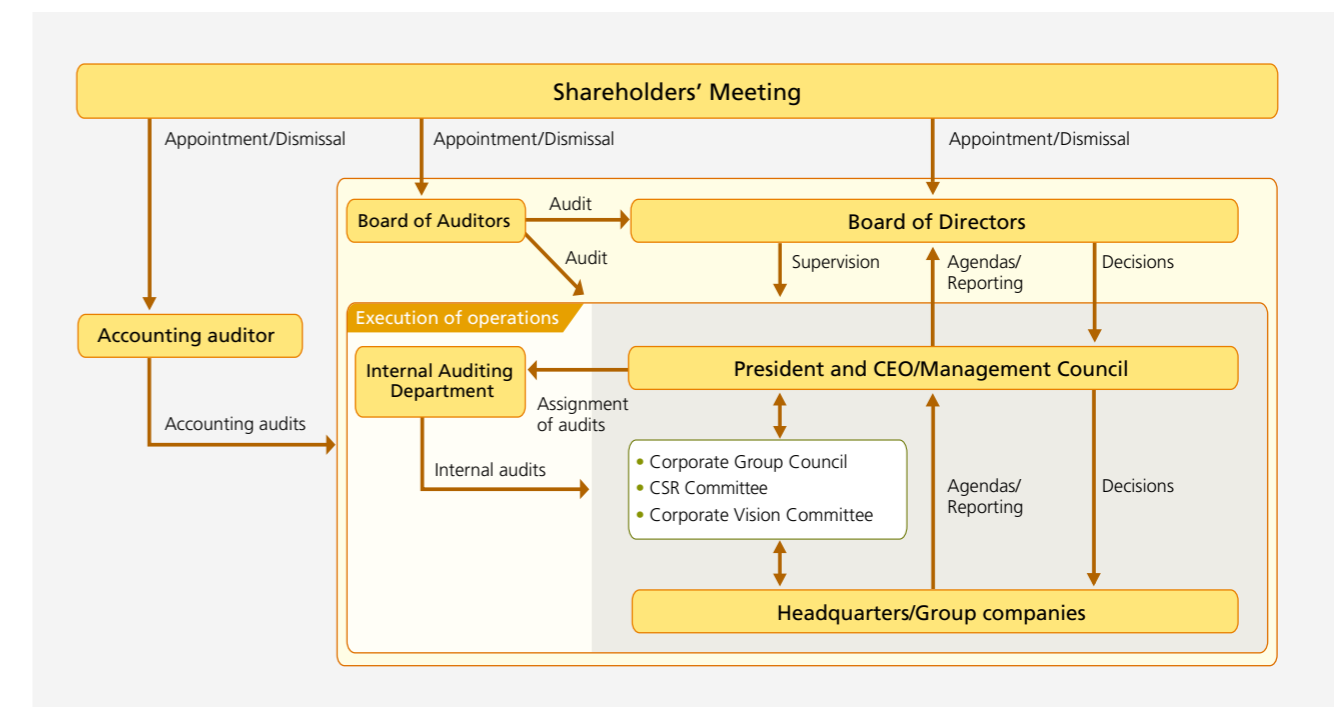 Shareholders’ Meeting
Appointment/Dismissal
Appointment/Dismissal
Appointment/Dismissal
Board of Auditors
Audit
Board of Directors
Audit
Supervision
Agendas/
Reporting
Decisions
Execution of operations
Accounting auditor
Internal Auditing
Department
President and CEO/Management Council
Assignment
of audits
Accounting audits
Internal audits
• Corporate Group Council
• CSR Committee
• Corporate Vision Committee
Agendas/
Reporting
Decisions
Headquarters/Group companies